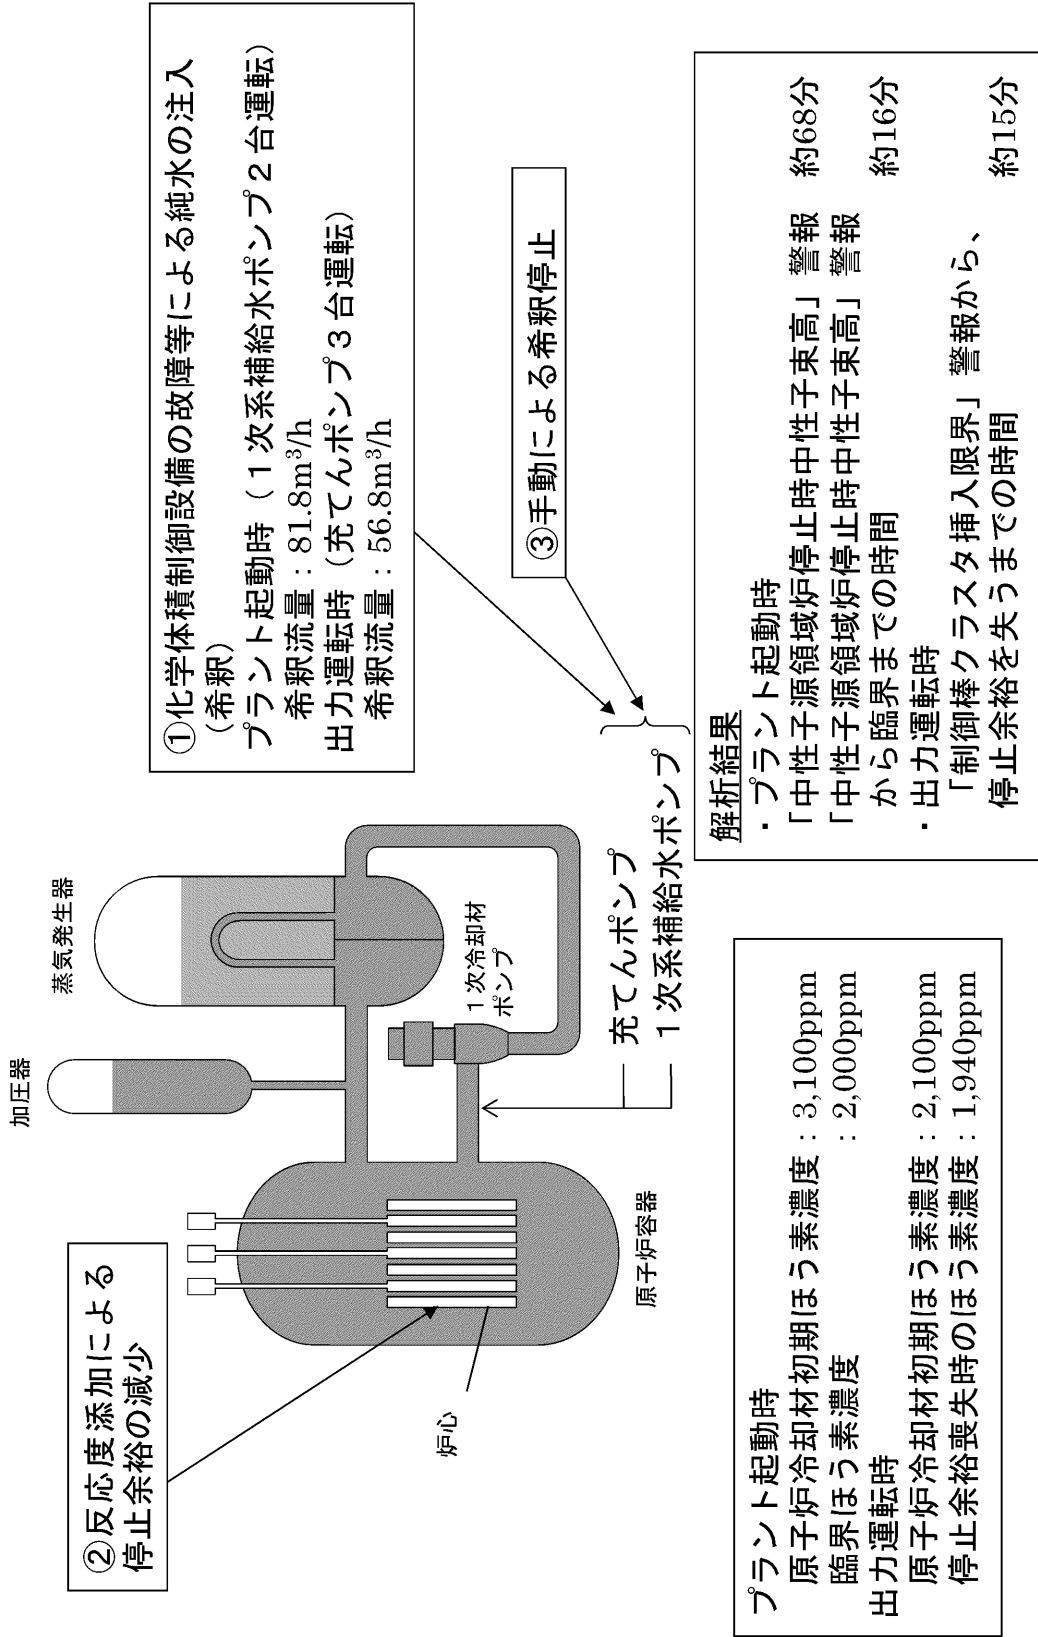 ①化学体積制御設備の故障等による純水の注入
（希釈）
プラント起動時（１次系補給水ポンプ２台運転）
希釈流量：81.8m³/h
出力運転時（充てんポンプ３台運転）
希釈流量：56.8m³/h
②反応度添加による
停止余裕の減少
③手動による希釈停止
加圧器
蒸気発生器
１次冷却材
ポンプ
炉心
原子炉容器
充てんポンプ
１次系補給水ポンプ
プラント起動時
原子炉冷却材初期ほう素濃度：3,100ppm
臨界ほう素濃度：2,000ppm
出力運転時
原子炉冷却材初期ほう素濃度：2,100ppm
停止余裕喪失時のほう素濃度：1,940ppm
解析結果
・プラント起動時
「中性子源領域炉停止時中性子束高」警報 約68分
「中性子源領域炉停止時中性子束高」警報
から臨界までの時間 約16分
・出力運転時
「制御棒クラスタ挿入限界」警報から、
停止余裕を失うまでの時間 約15分